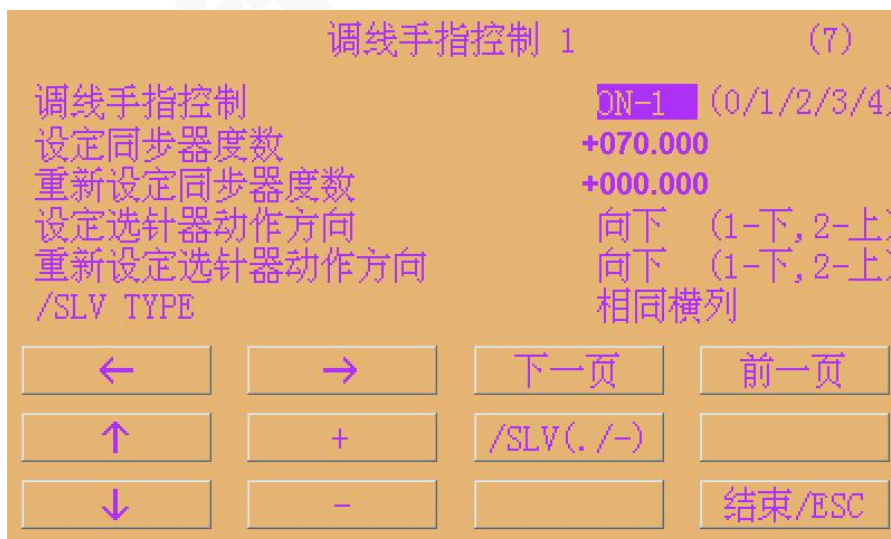 调线手指控制 1 (7)
调线手指控制 ON-1 (0/1/2/3/4)
设定同步器度数 +070.000
重新设定同步器度数 +000.000
设定选针器动作方向 向下 (1-下,2-上)
重新设定选针器动作方向 向下 (1-下,2-上)
/SLV TYPE 相同横列
← → 下一页 前一页
↑ + /SLV(./-)
↓ - 结束/ESC